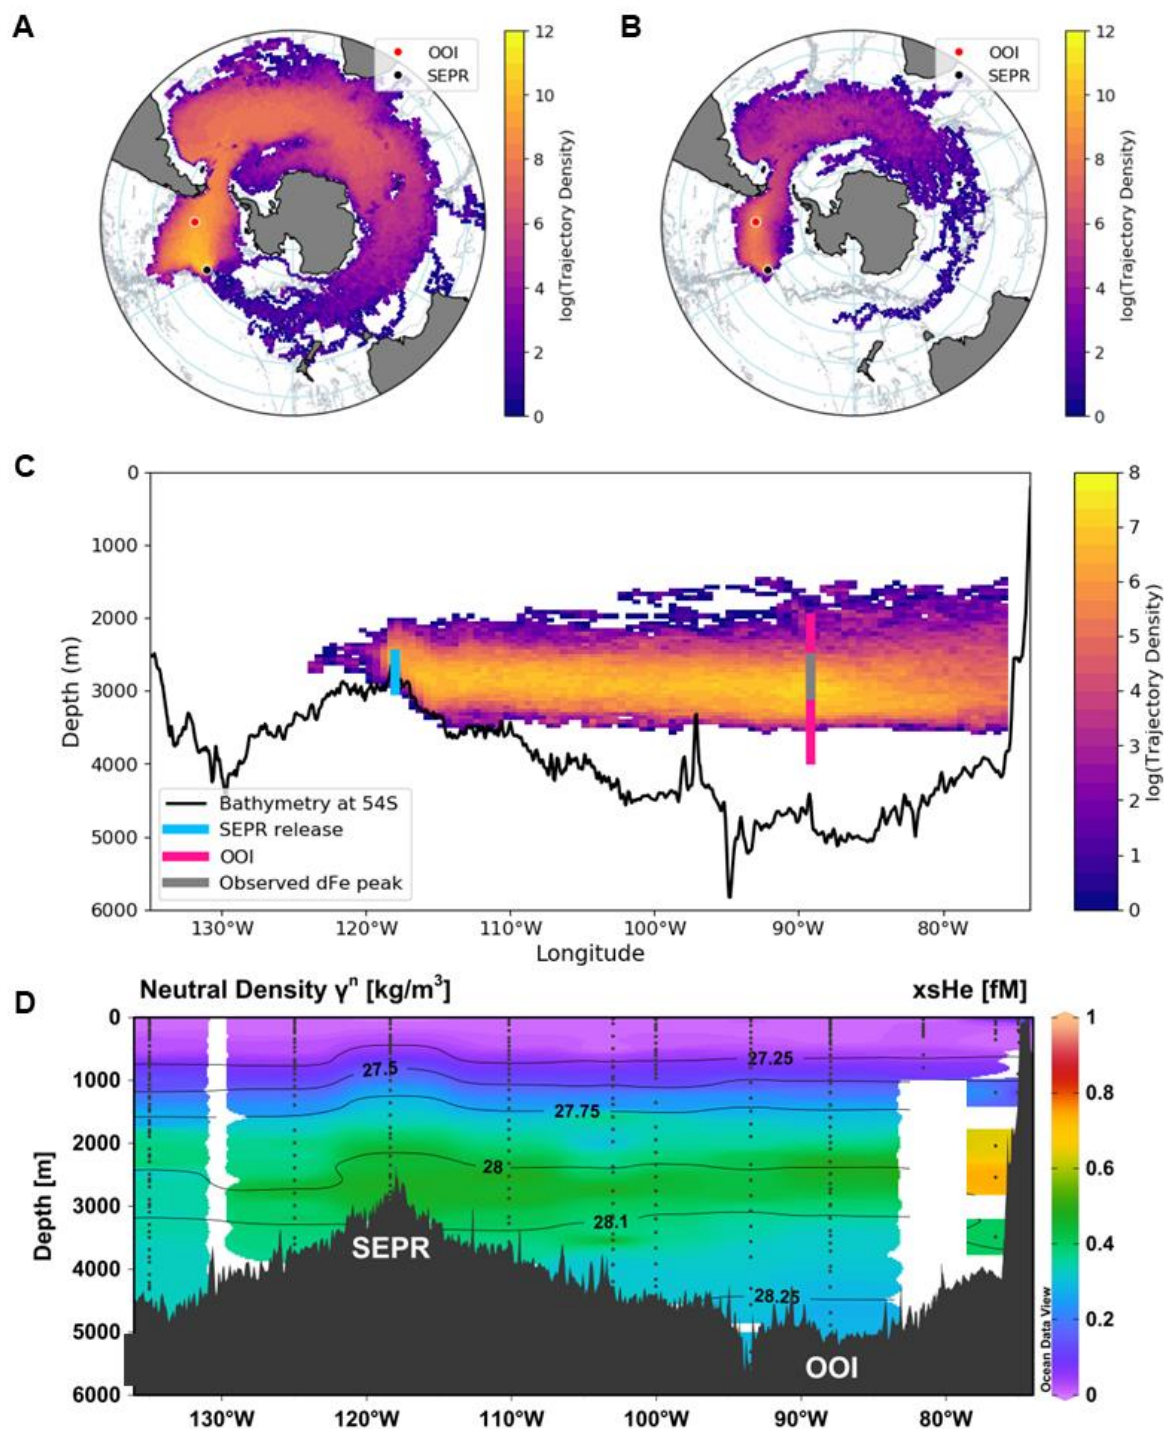 A
B
OOI
SEPR
12
10
8
6
4
2
0
log(Trajectory Density)
OOI
SEPR
12
10
8
6
4
2
0
log(Trajectory Density)
C
0
1000
2000
3000
4000
5000
6000
Depth (m)
Bathymetry at 54S
SEPR release
OOI
Observed dFe peak
130°W
120°W
110°W
100°W
90°W
80°W
Longitude
8
7
6
5
4
3
2
1
0
log(Trajectory Density)
D
Neutral Density γⁿ [kg/m³]
xsHe [fM]
0
1000
2000
3000
4000
5000
6000
Depth [m]
27.25
27.5
27.75
28
28.1
28.25
SEPR
OOI
130°W
120°W
110°W
100°W
90°W
80°W
Ocean Data View
1
0.8
0.6
0.4
0.2
0